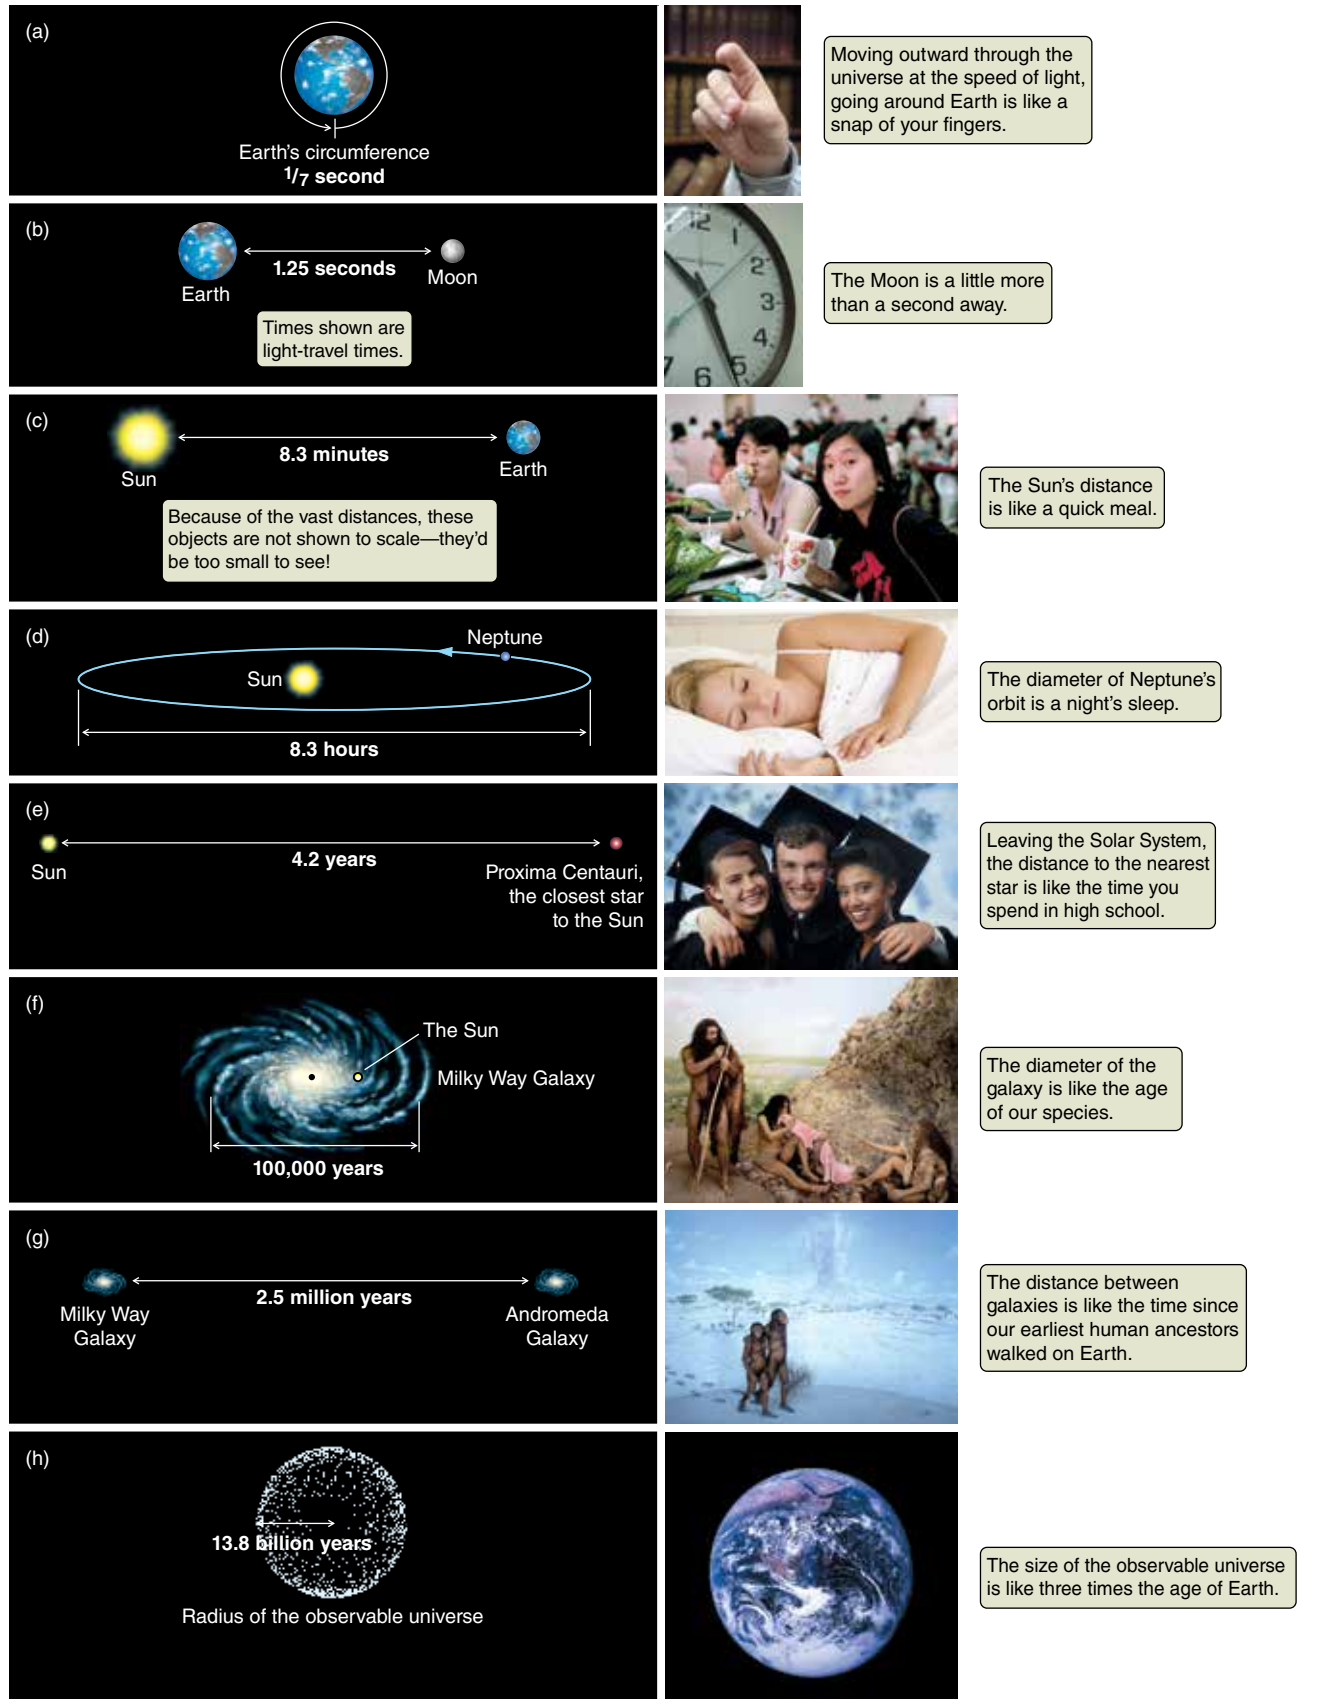 (a)
Earth's circumference
1/7 second
Moving outward through the
universe at the speed of light,
going around Earth is like a
snap of your fingers.
(b)
1.25 seconds
Earth
Moon
Times shown are
light-travel times.
12
1
2
3
4
5
6
7
The Moon is a little more
than a second away.
(c)
8.3 minutes
Sun
Earth
Because of the vast distances, these
objects are not shown to scale—they'd
be too small to see!
The Sun's distance
is like a quick meal.
(d)
Neptune
Sun
8.3 hours
The diameter of Neptune's
orbit is a night's sleep.
(e)
4.2 years
Sun
Proxima Centauri,
the closest star
to the Sun
Leaving the Solar System,
the distance to the nearest
star is like the time you
spend in high school.
(f)
The Sun
Milky Way Galaxy
100,000 years
The diameter of the
galaxy is like the age
of our species.
(g)
2.5 million years
Milky Way
Galaxy
Andromeda
Galaxy
The distance between
galaxies is like the time since
our earliest human ancestors
walked on Earth.
(h)
13.8 billion years
Radius of the observable universe
The size of the observable universe
is like three times the age of Earth.